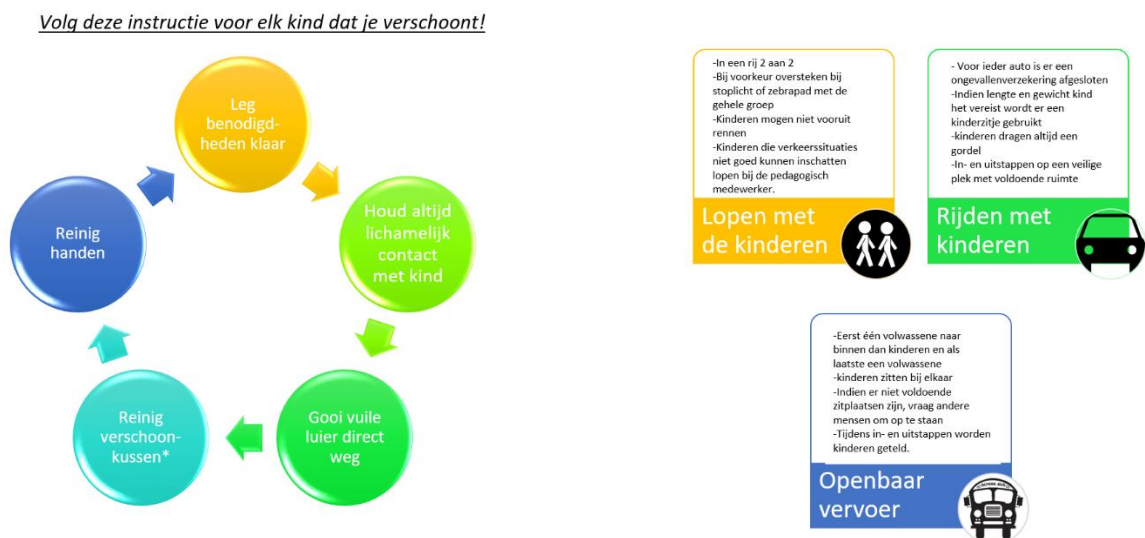 Volg deze instructie voor elk kind dat je verschoont!
Leg
benodigd-
heden klaar
Houd altijd
lichamelijk
contact
met kind
Gooi vuile
luier direct
weg
Reinig
verschoon-
kussen*
Reinig
handen
-In een rij 2 aan 2
-Bij voorkeur oversteken bij
stoplicht of zebrapad met de
gehele groep
-Kinderen mogen niet vooruit
rennen
-Kinderen die verkeerssituaties
niet goed kunnen inschatten
lopen bij de pedagogisch
medewerker.
Lopen met
de kinderen
- Voor ieder auto is er een
ongevallenverzekering afgesloten
-Indien lengte en gewicht kind
het vereist wordt er een
kinderzitje gebruikt
-kinderen dragen altijd een
gordel
-In- en uitstappen op een veilige
plek met voldoende ruimte
Rijden met
kinderen
-Eerst één volwassene naar
binnen dan kinderen en als
laatste een volwassene
-kinderen zitten bij elkaar
-Indien er niet voldoende
zitplaatsen zijn, vraag andere
mensen om op te staan
-Tijdens in- en uitstappen worden
kinderen geteld.
Openbaar
vervoer